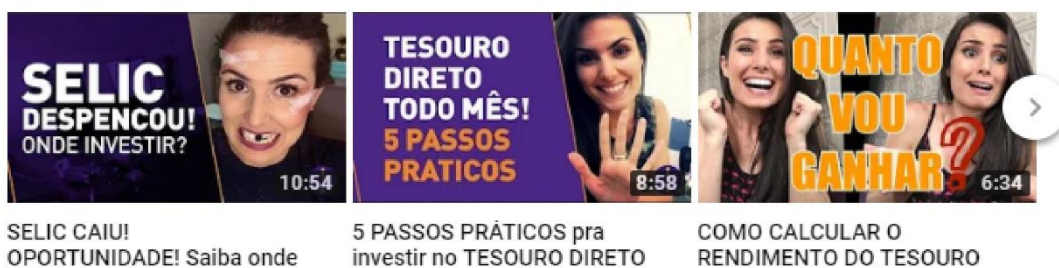 SELIC
DESPENCOU!
ONDE INVESTIR?
10:54
TESOURO
DIRETO
TODO MÊS!
5 PASSOS
PRATICOS
8:58
QUANTO
VOU
GANHAR?
6:34
SELIC CAIU!
OPORTUNIDADE! Saiba onde
5 PASSOS PRÁTICOS pra
investir no TESOURO DIRETO
COMO CALCULAR O
RENDIMENTO DO TESOURO